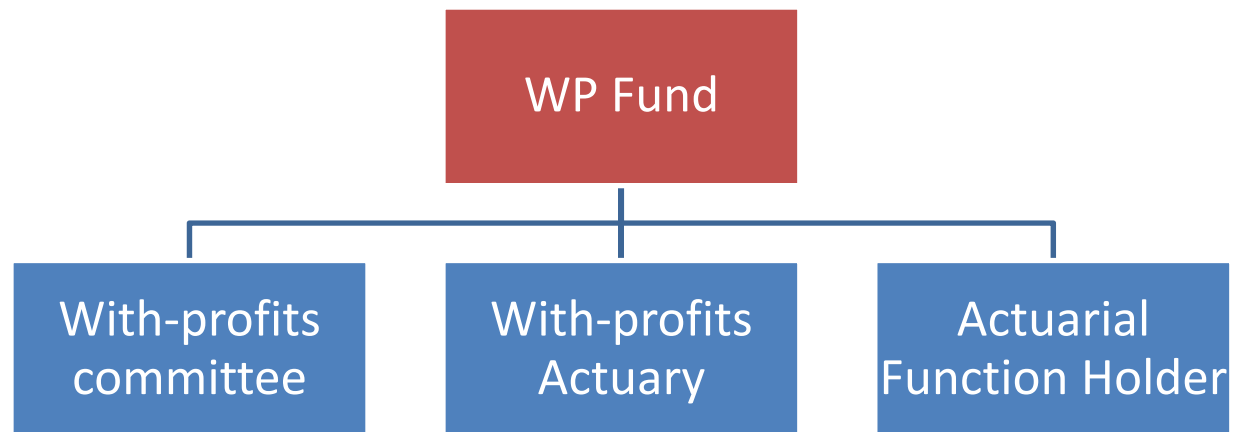 WP Fund
With-profits
committee
With-profits
Actuary
Actuarial
Function Holder